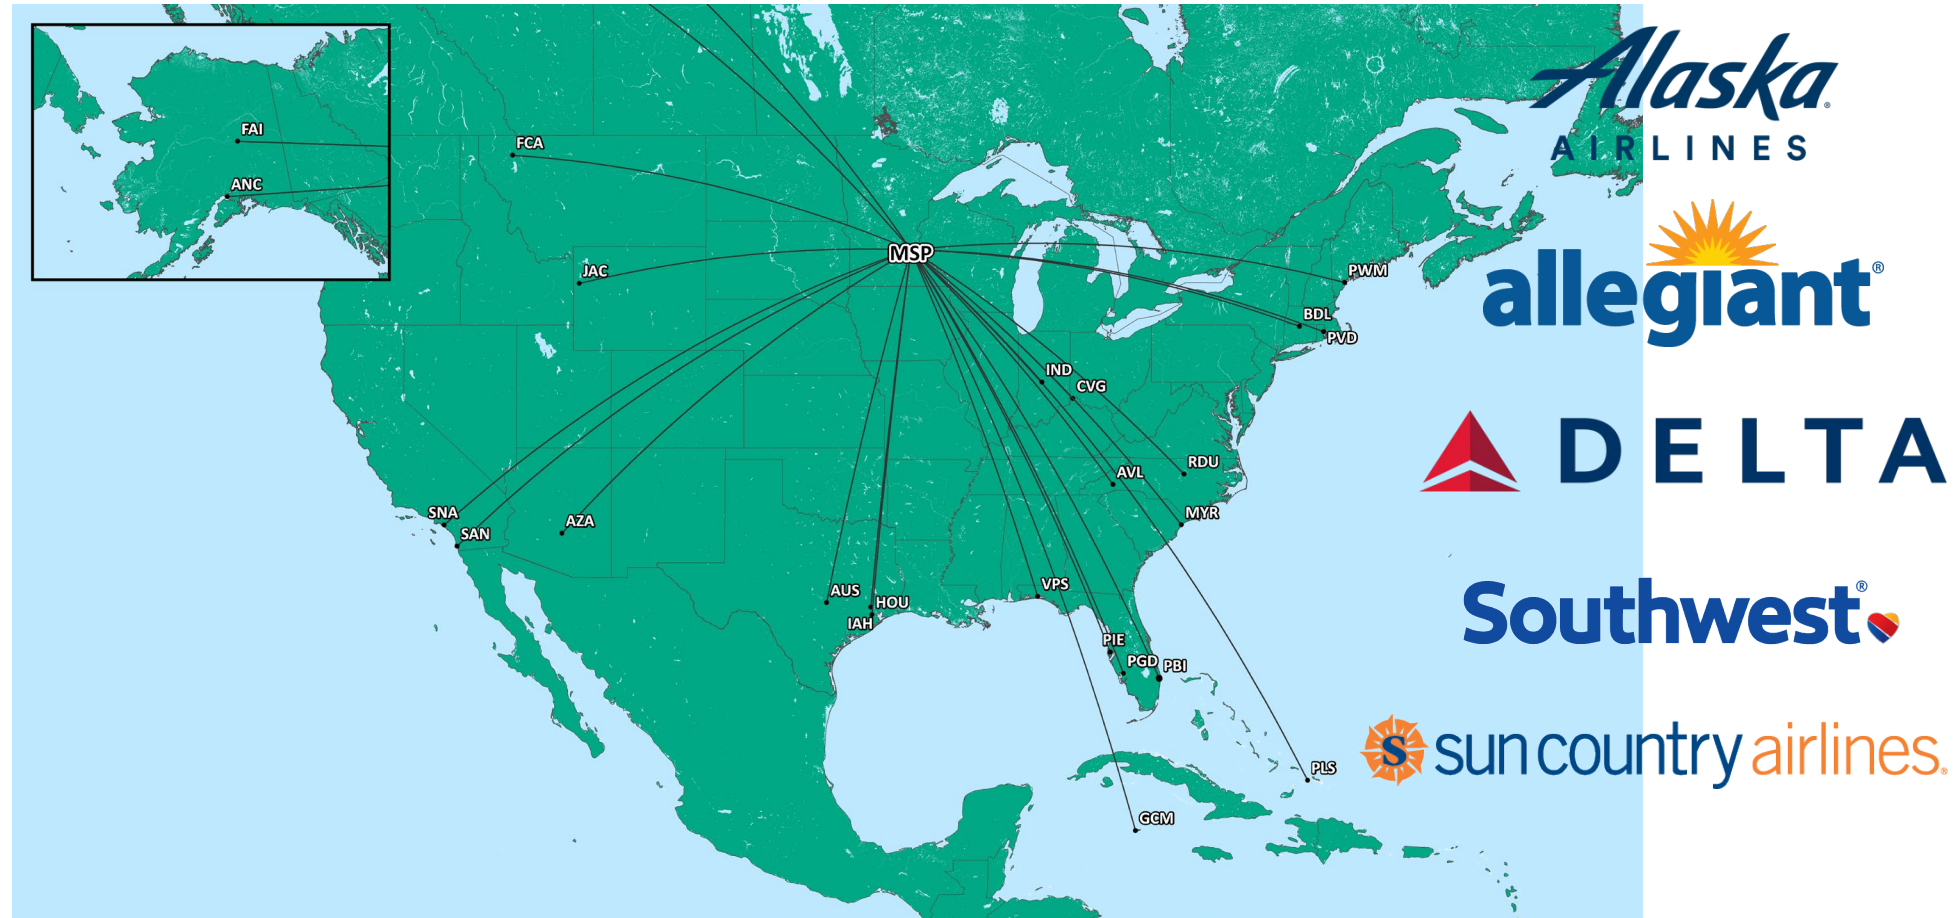 FAI
ANC
FCA
JAC
MSP
PWM
BDL
PVD
IND
CVG
AVL
RDU
MYR
SNA
SAN
AZA
AUS
HOU
IAH
VPS
PIE
PGD
PBI
PLS
GCM
Alaska
AIRLINES
allegiant®
DELTA
Southwest®
S sun country airlines.